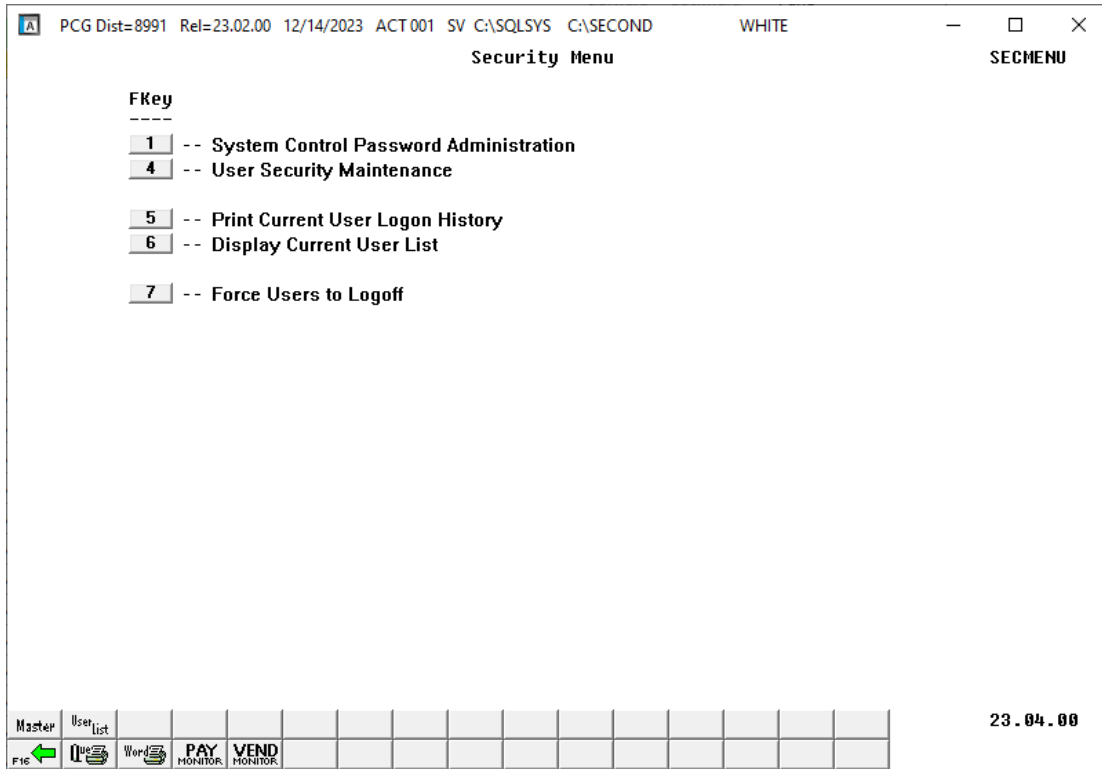 A PCG Dist=8991 Rel=23.02.00 12/14/2023 ACT 001 SV C:\SQLSYS C:\SECOND WHITE
Security Menu SECMENU
FKey
----
1 -- System Control Password Administration
4 -- User Security Maintenance
5 -- Print Current User Logon History
6 -- Display Current User List
7 -- Force Users to Logoff
Master User List 23.04.00
F16 Que Word PAY MONITOR VEND MONITOR